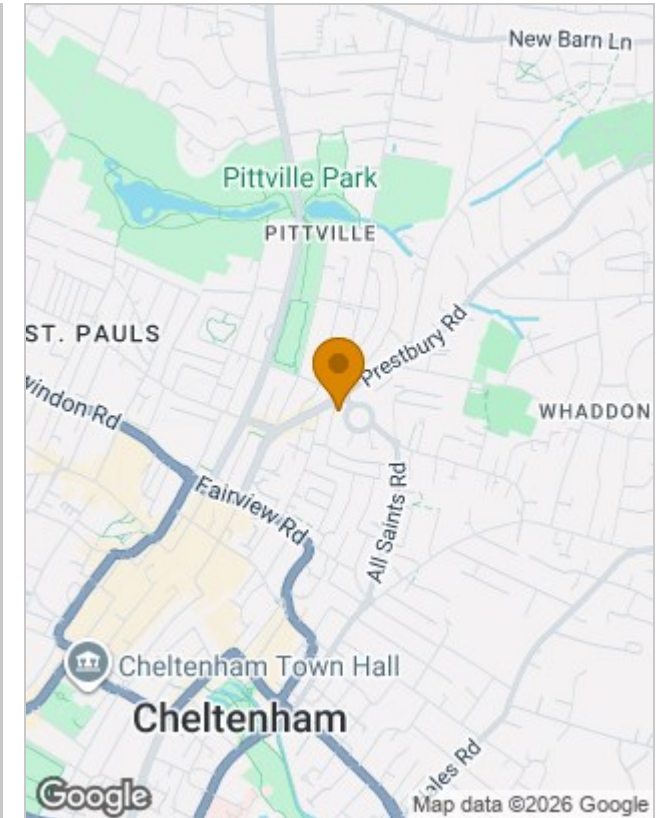 New Barn Ln
Pittville Park
PITTVILLE
Prestbury Rd
ST. PAULS
WHADDON
Fairview Rd
All Saints Rd
Cheltenham Town Hall
Cheltenham
Rd
Google
Map data ©2026 Google